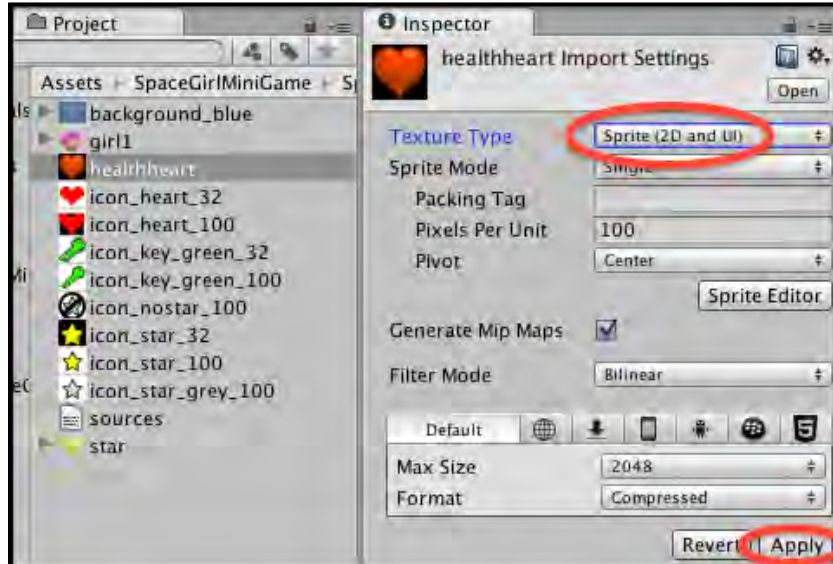 Project
Assets SpaceGirlMiniGame
background_blue
girl1
healthheart
icon_heart_32
icon_heart_100
icon_key_green_32
icon_key_green_100
icon_nostar_100
icon_star_32
icon_star_100
icon_star_grey_100
sources
star
Inspector
healthheart Import Settings
Open
Texture Type Sprite (2D and UI)
Sprite Mode Single
Packing Tag
Pixels Per Unit 100
Pivot Center
Sprite Editor
Generate Mip Maps
Filter Mode Bilinear
Default
Max Size 2048
Format Compressed
Revert Apply